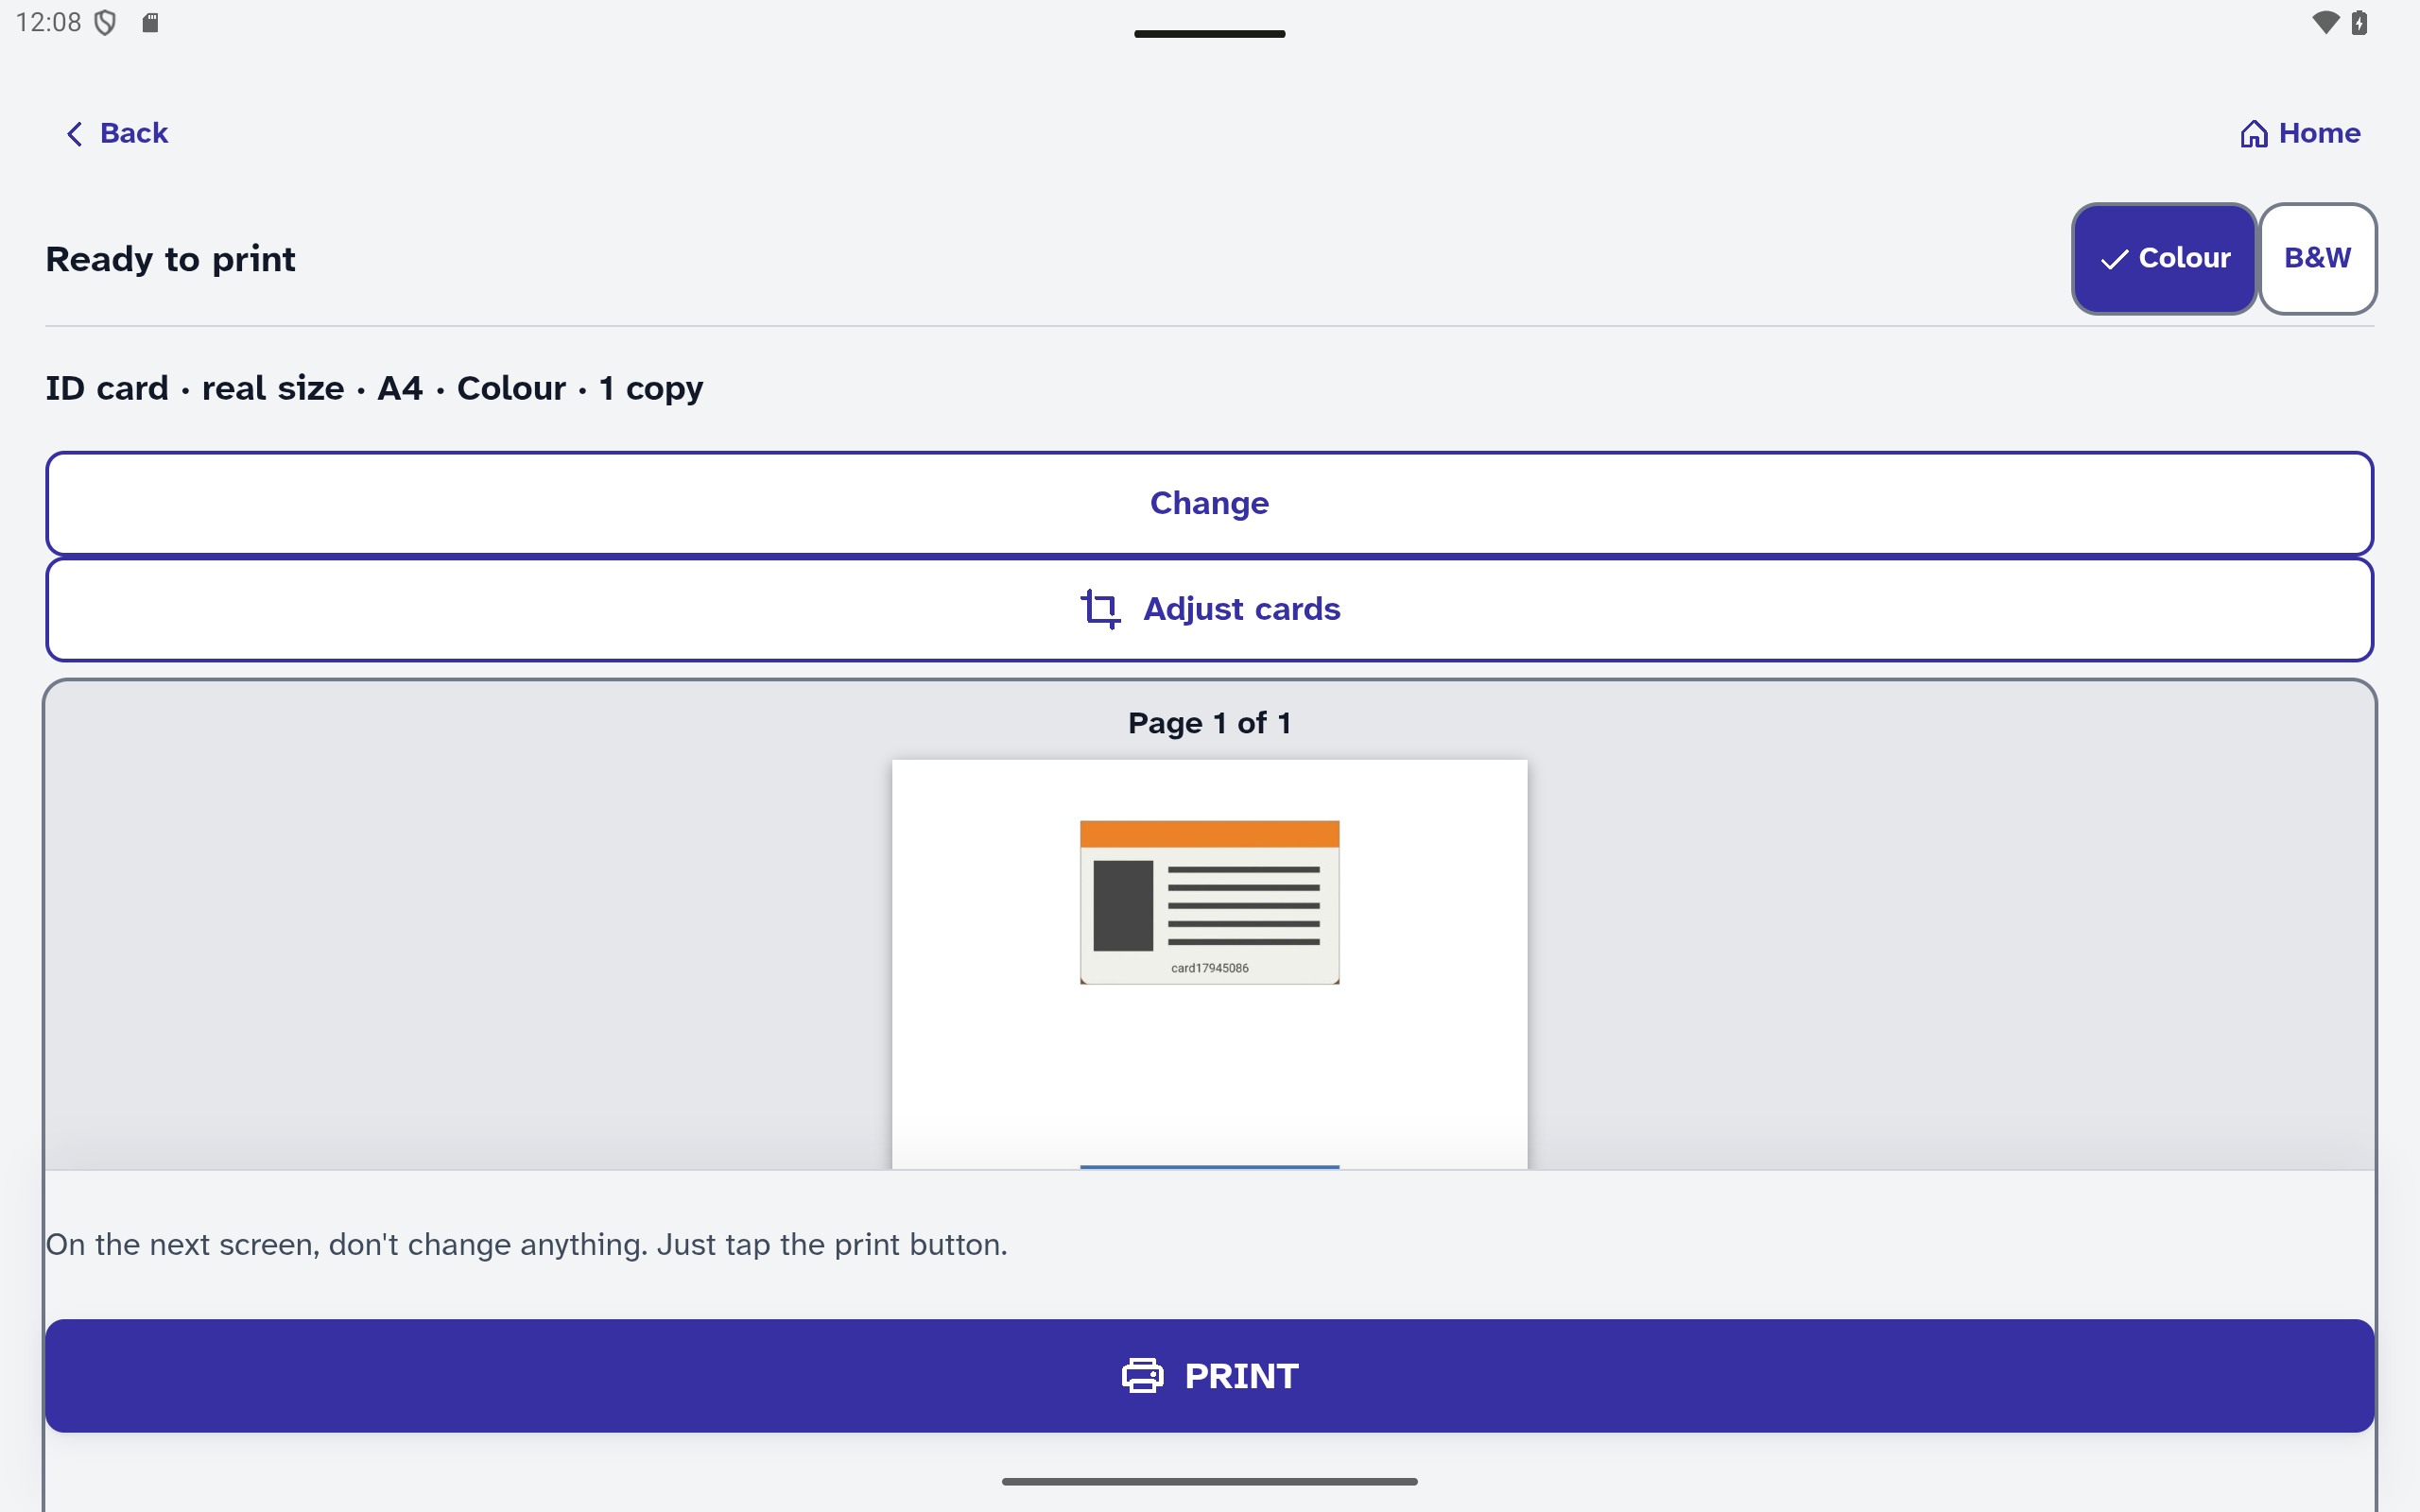 12:08
Back
Home
Ready to print
Colour
B&W
ID card · real size · A4 · Colour · 1 copy
Change
Adjust cards
Page 1 of 1
card17945086
On the next screen, don't change anything. Just tap the print button.
PRINT